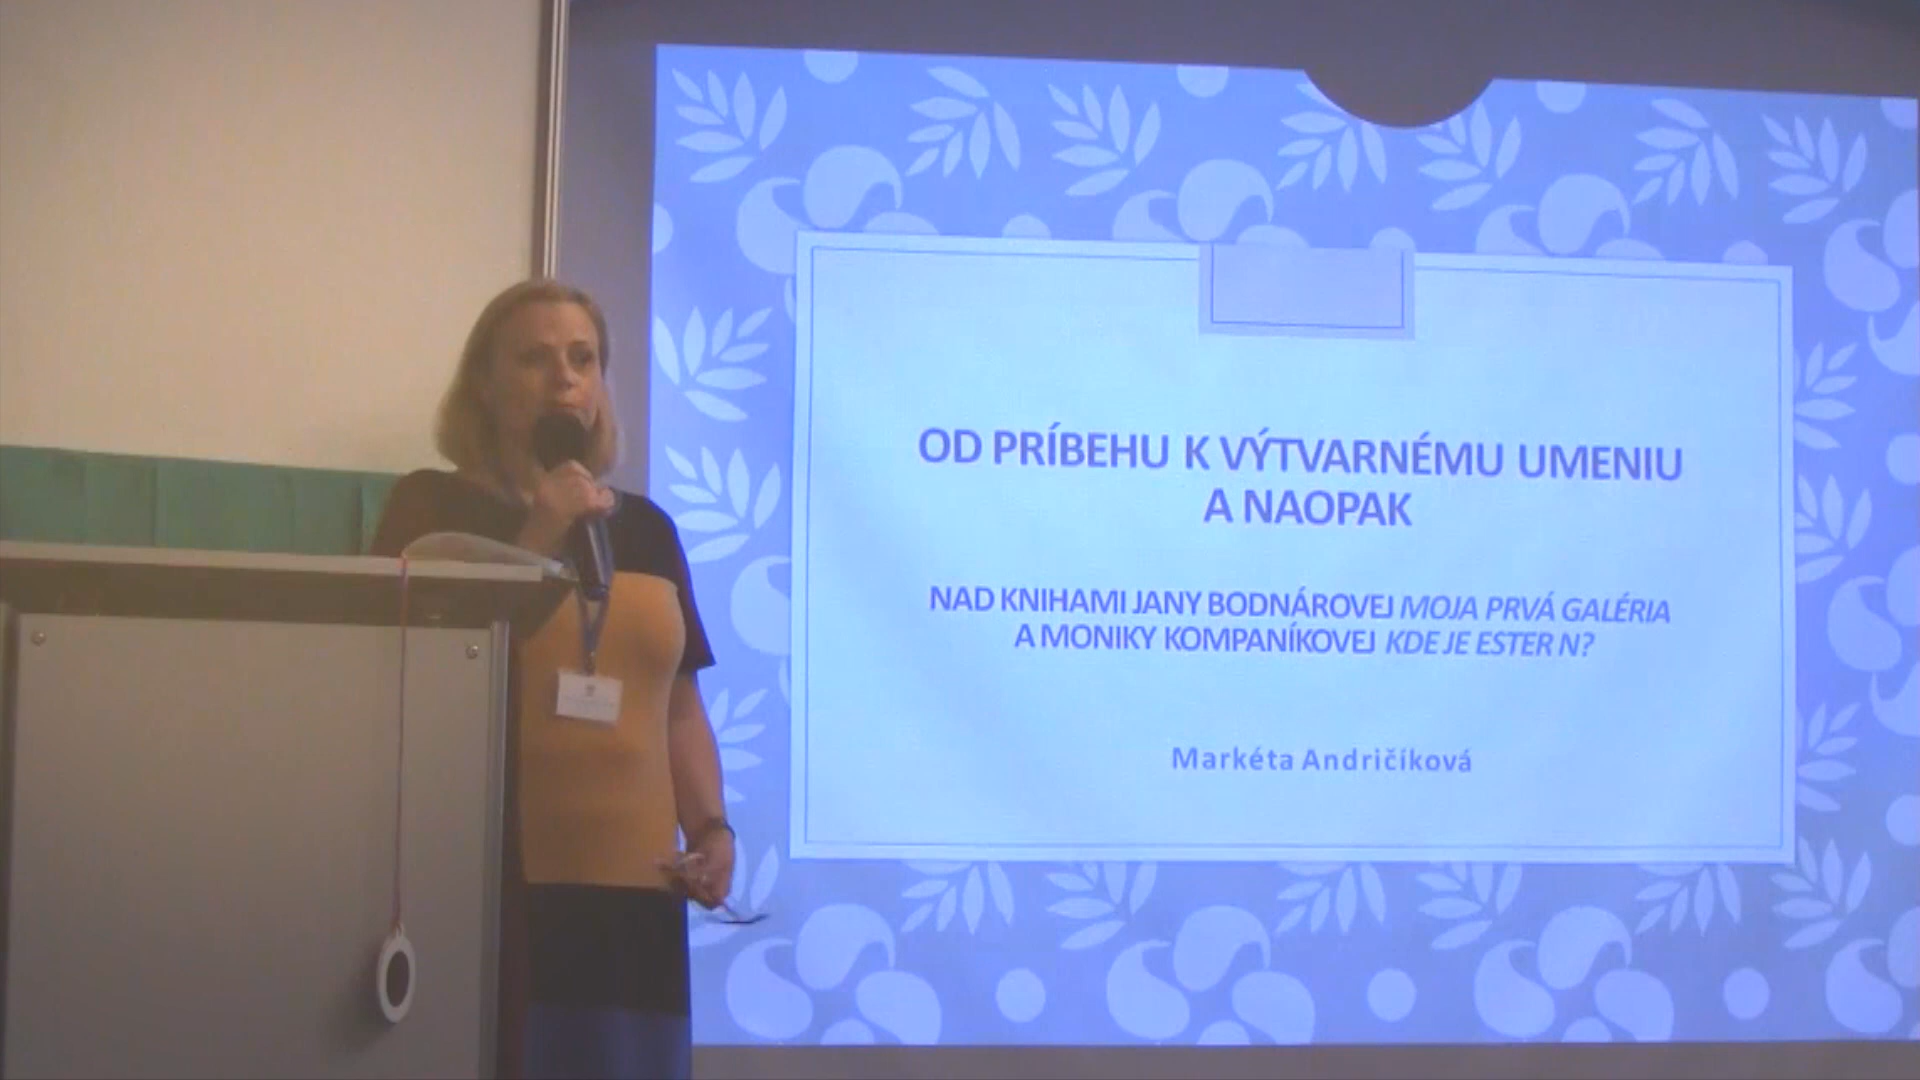 OD PRÍBEHU K VÝTVARNÉMU UMENIU
A NAOPAK
NAD KNIHAMI JANY BODNÁROVEJ MOJA PRVÁ GALÉRIA
A MONIKY KOMPANÍKOVEJ KDE JE ESTER N?
Markéta Andričíková